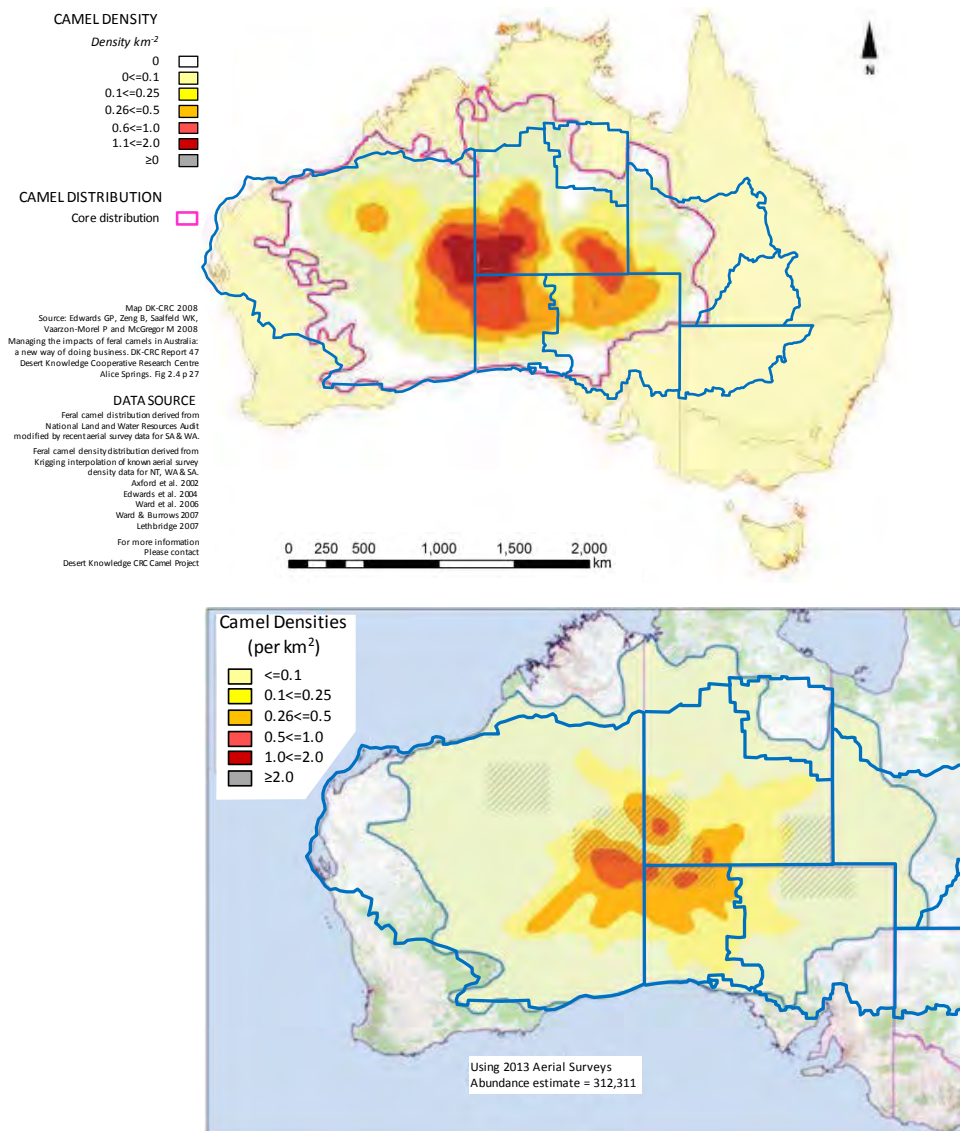 CAMEL DENSITY
Density km-2
0
0<=0.1
0.1<=0.25
0.26<=0.5
0.6<=1.0
1.1<=2.0
≥0
CAMEL DISTRIBUTION
Core distribution
N
Map DK-CRC 2008
Source: Edwards GP, Zeng B, Saalfeld WK,
Vaarzon-Morel P and McGregor M 2008
Managing the impacts of feral camels in Australia:
a new way of doing business. DK-CRC Report 47
Desert Knowledge Cooperative Research Centre
Alice Springs. Fig 2.4 p 27
DATA SOURCE
Feral camel distribution derived from
National Land and Water Resources Audit
modified by recent aerial survey data for SA & WA.
Feral camel density distribution derived from
Krigging interpolation of known aerial survey
density data for NT, WA & SA.
Axford et al. 2002
Edwards et al. 2004
Ward et al. 2006
Ward & Burrows 2007
Lethbridge 2007
For more information
Please contact
Desert Knowledge CRC Camel Project
0 250 500 1,000 1,500 2,000
km
Camel Densities
(per km2)
<=0.1
0.1<=0.25
0.26<=0.5
0.5<=1.0
1.0<=2.0
≥2.0
Using 2013 Aerial Surveys
Abundance estimate = 312,311